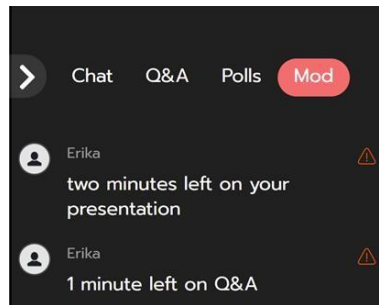 Chat Q&A Polls Mod
Erika
two minutes left on your
presentation
Erika
1 minute left on Q&A